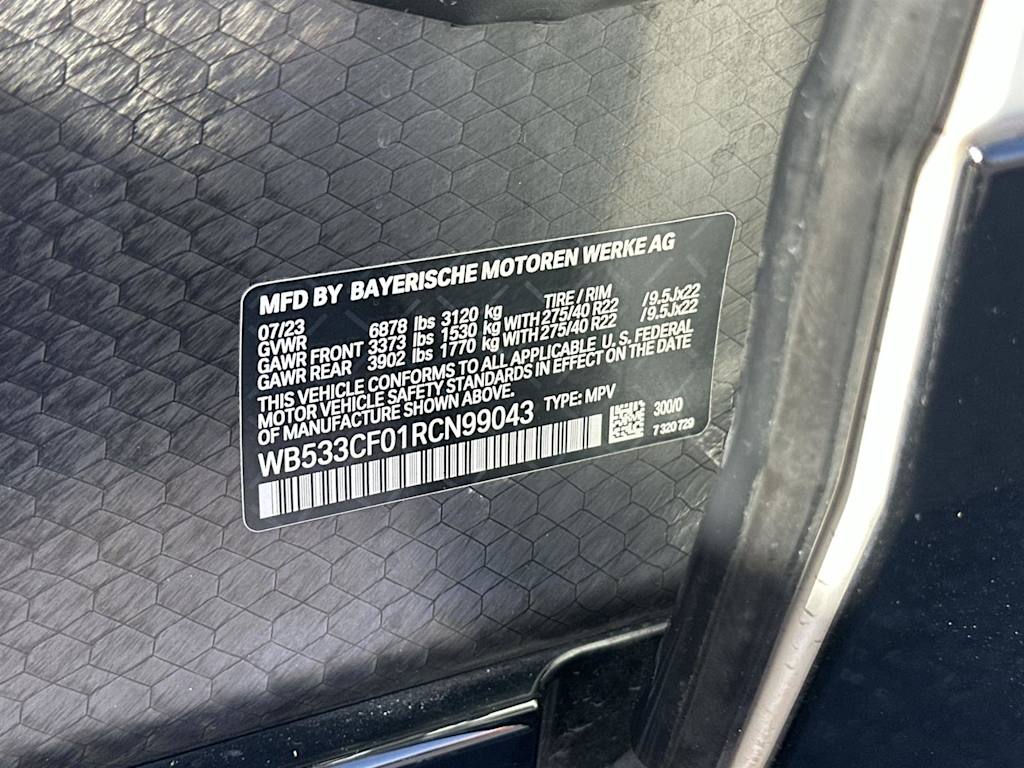 MFD BY BAYERISCHE MOTOREN WERKE AG
07/23 TIRE / RIM
GVWR 6878 lbs 3120 kg
GAWR FRONT 3373 lbs 1530 kg WITH 275/40 R22 /9.5Jx22
GAWR REAR 3902 lbs 1770 kg WITH 275/40 R22 /9.5Jx22
THIS VEHICLE CONFORMS TO ALL APPLICABLE U. S. FEDERAL
MOTOR VEHICLE SAFETY STANDARDS IN EFFECT ON THE DATE
OF MANUFACTURE SHOWN ABOVE.
WB533CF01RCN99043 TYPE: MPV
300/0
7 320 729